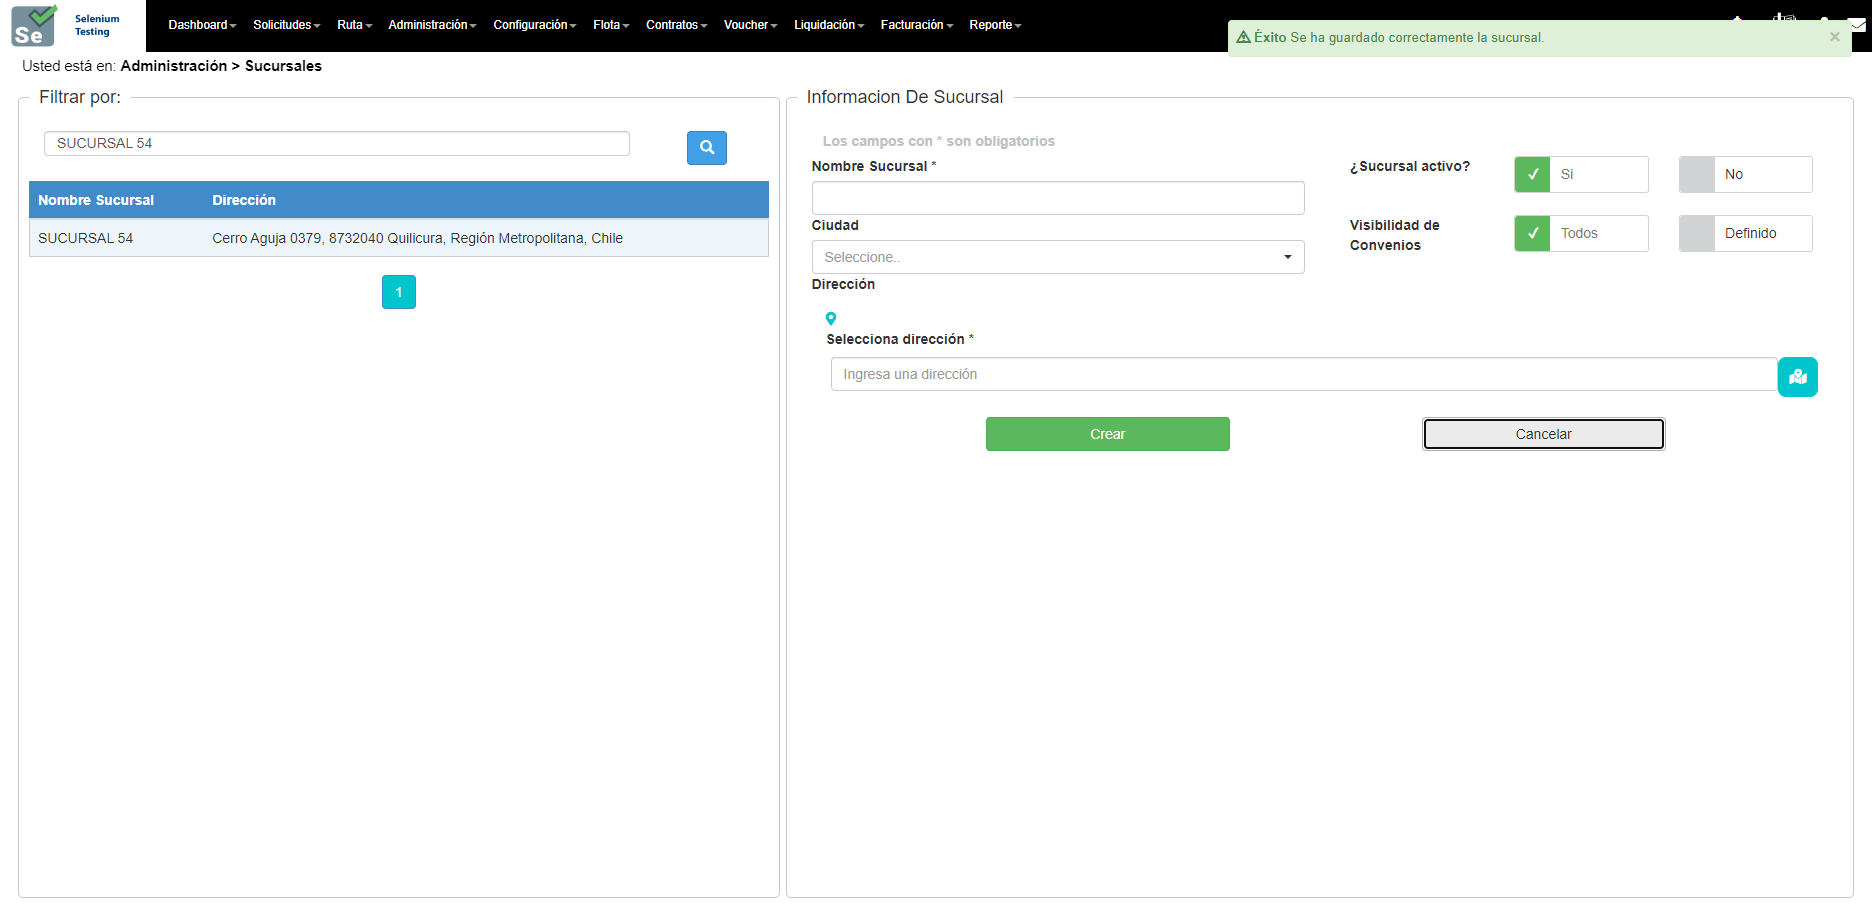 Se
Selenium
Testing
Dashboard
Solicitudes
Ruta
Administración
Configuración
Flota
Contratos
Voucher
Liquidación
Facturación
Reporte
Éxito Se ha guardado correctamente la sucursal.
×
Usted está en: Administración > Sucursales
Filtrar por:
SUCURSAL 54
Nombre Sucursal Dirección
SUCURSAL 54 Cerro Aguja 0379, 8732040 Quilicura, Región Metropolitana, Chile
1
Informacion De Sucursal
Los campos con * son obligatorios
Nombre Sucursal *
¿Sucursal activo?
Si
No
Ciudad
Seleccione..
Visibilidad de
Convenios
Todos
Definido
Dirección
Selecciona dirección *
Ingresa una dirección
Crear
Cancelar